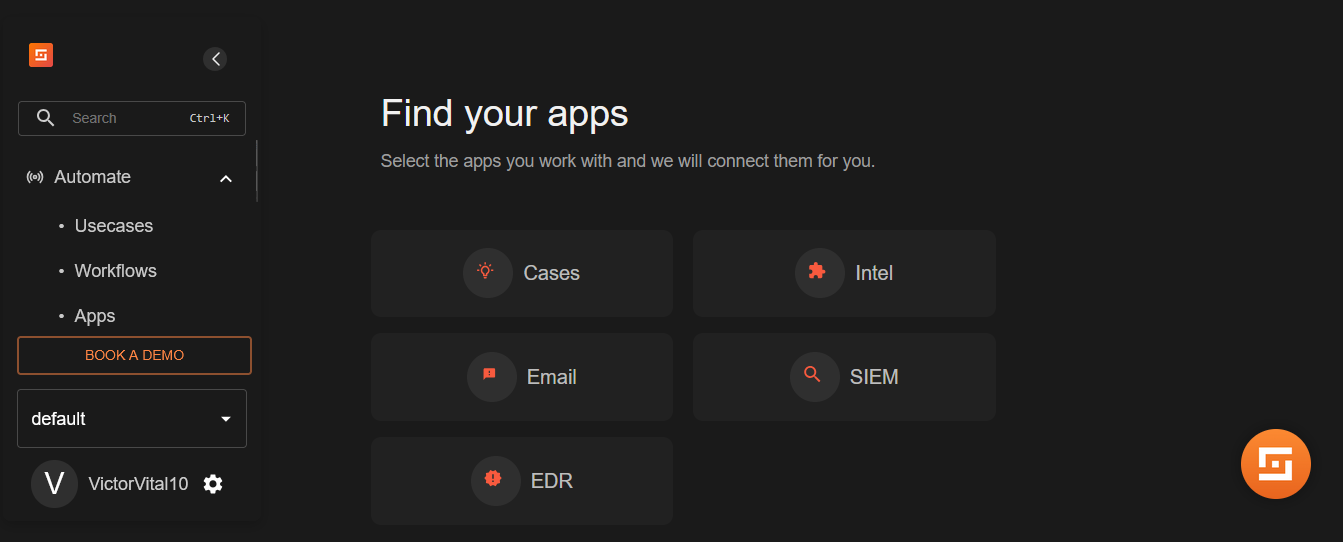 Search Ctrl+K
Automate
• Usecases
• Workflows
• Apps
BOOK A DEMO
default
V VictorVital10
Find your apps
Select the apps you work with and we will connect them for you.
Cases
Intel
Email
SIEM
EDR